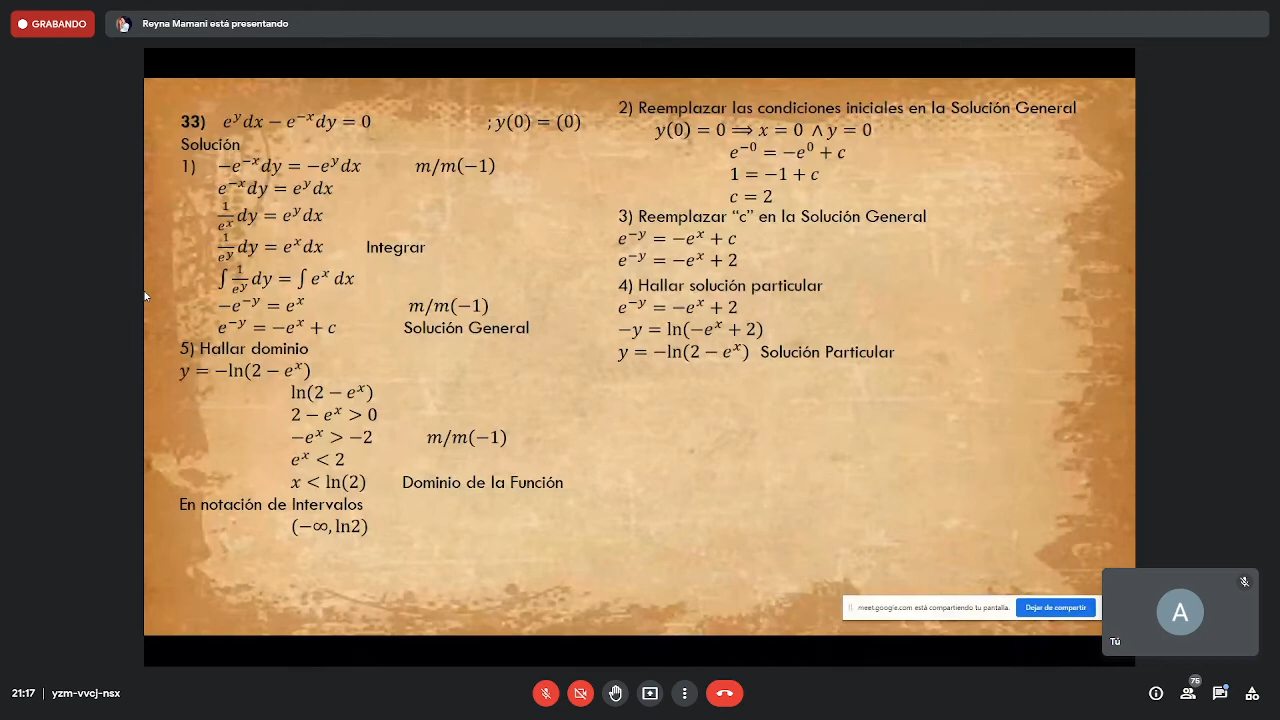 GRABANDO
Reyna Mamani está presentando
33) e^y dx − e^{−x} dy = 0 ; y(0) = (0)
Solución
1) −e^{−x} dy = −e^y dx m/m(−1)
e^{−x} dy = e^y dx
1/e^x dy = e^y dx
1/e^y dy = e^x dx Integrar
∫ 1/e^y dy = ∫ e^x dx
−e^{−y} = e^x m/m(−1)
e^{−y} = −e^x + c Solución General
5) Hallar dominio
y = −ln(2 − e^x)
ln(2 − e^x)
2 − e^x > 0
−e^x > −2 m/m(−1)
e^x < 2
x < ln(2) Dominio de la Función
En notación de Intervalos
(−∞, ln2)
2) Reemplazar las condiciones iniciales en la Solución General
y(0) = 0 ⟹ x = 0 ∧ y = 0
e^{−0} = −e^0 + c
1 = −1 + c
c = 2
3) Reemplazar “c” en la Solución General
e^{−y} = −e^x + c
e^{−y} = −e^x + 2
4) Hallar solución particular
e^{−y} = −e^x + 2
−y = ln(−e^x + 2)
y = −ln(2 − e^x) Solución Particular
meet.google.com está compartiendo tu pantalla.
Dejar de compartir
A
Tú
21:17 | yzm-vvcj-nsx
75